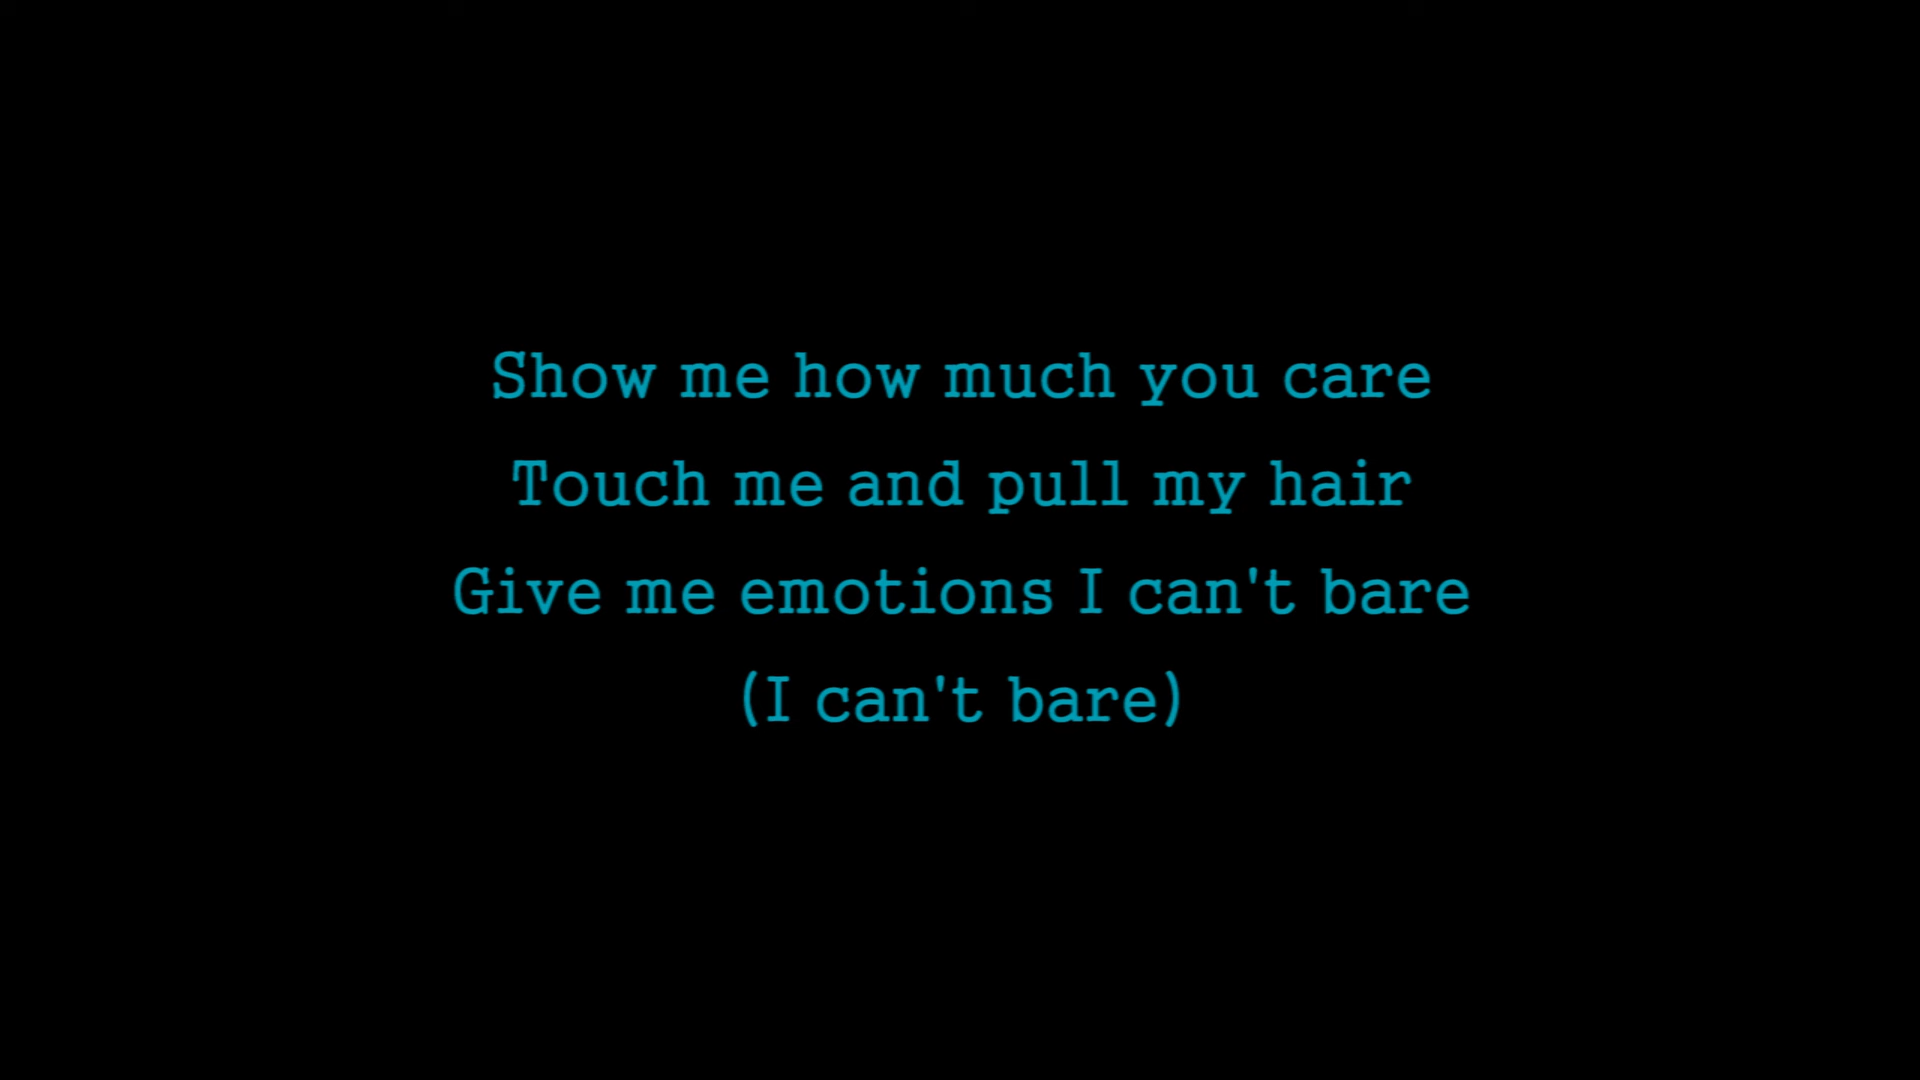 Show me how much you care
Touch me and pull my hair
Give me emotions I can't bare
(I can't bare)